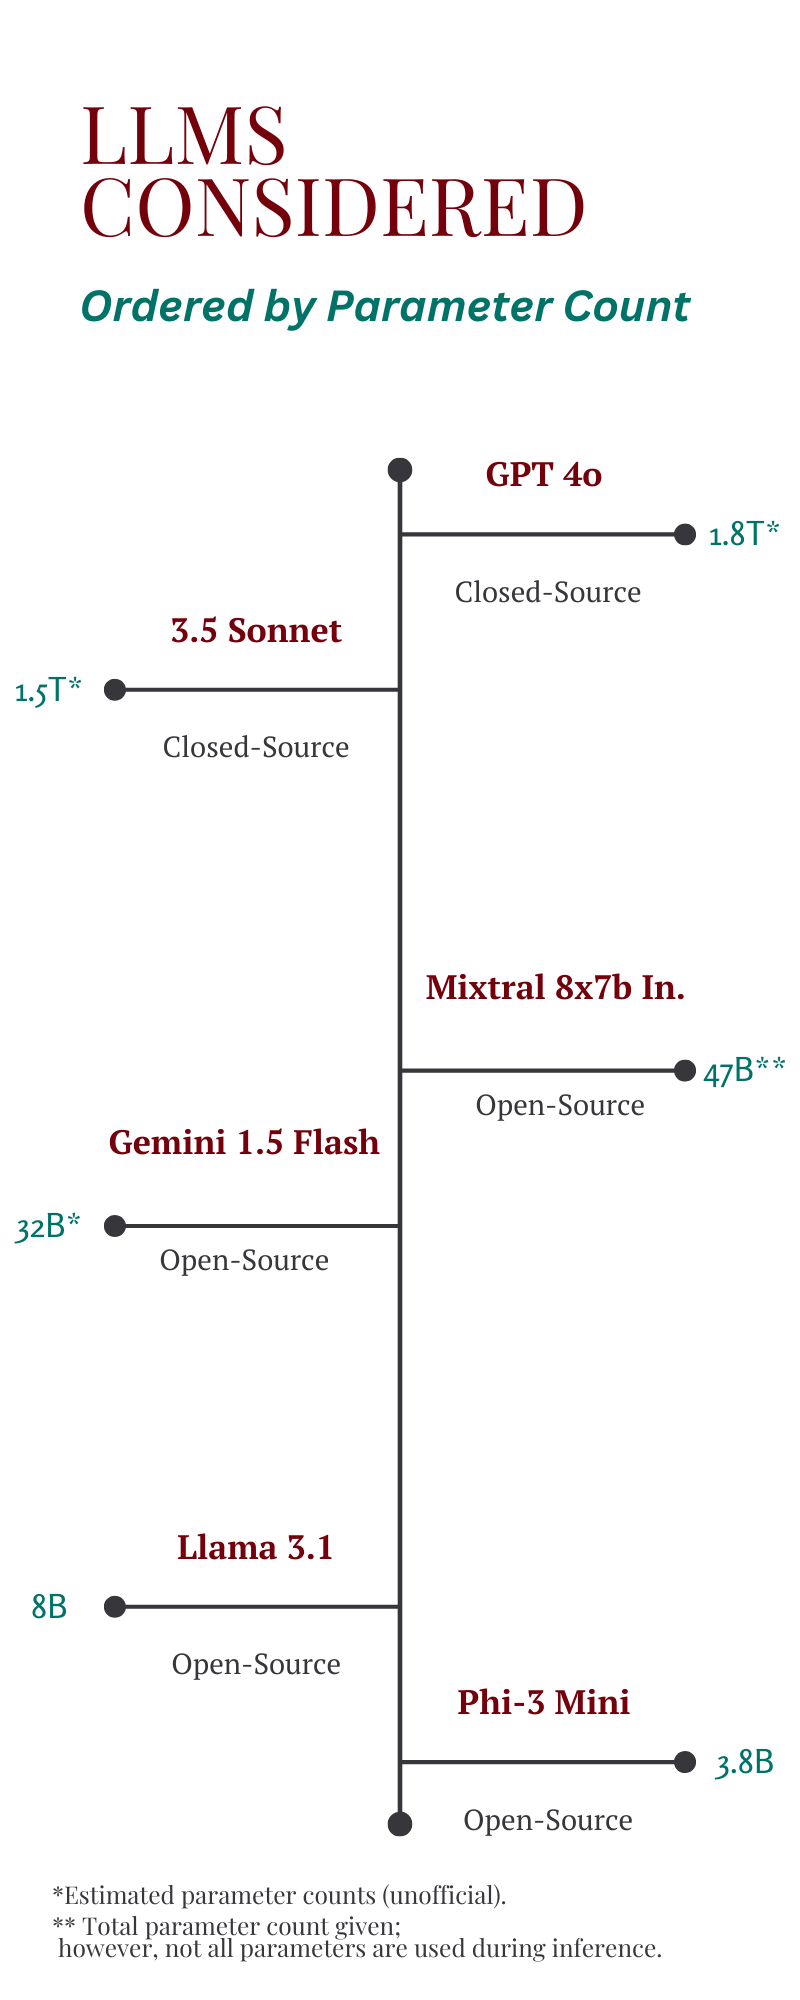 LLMS
CONSIDERED
Ordered by Parameter Count
GPT 4o
1.8T*
Closed-Source
3.5 Sonnet
1.5T*
Closed-Source
Mixtral 8x7b In.
47B**
Open-Source
Gemini 1.5 Flash
32B*
Open-Source
Llama 3.1
8B
Open-Source
Phi-3 Mini
3.8B
Open-Source
*Estimated parameter counts (unofficial).
** Total parameter count given;
however, not all parameters are used during inference.